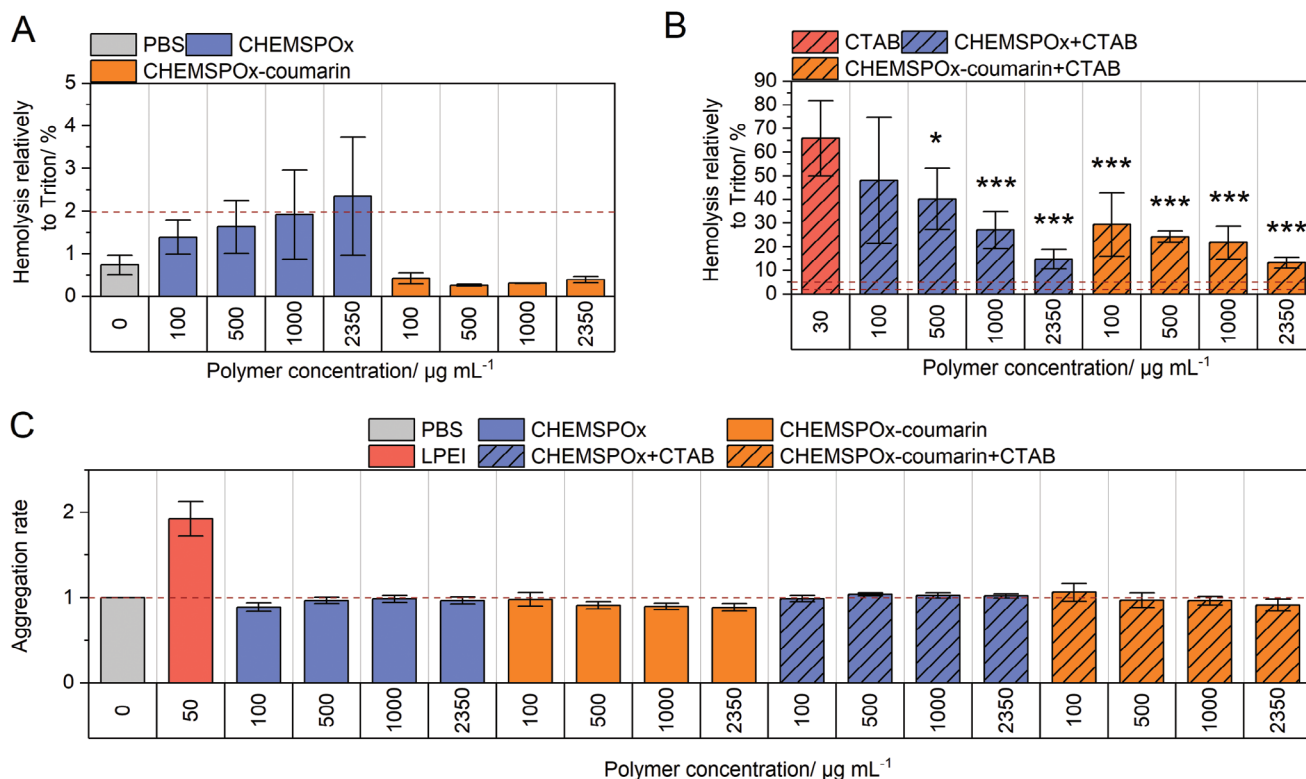 A
PBS CHEMSPOx
CHEMSPOx-coumarin
Hemolysis relatively
to Triton/ %
5
4
3
2
1
0
0 100 500 1000 2350 100 500 1000 2350
Polymer concentration/ µg mL⁻¹
B
CTAB CHEMSPOx+CTAB
CHEMSPOx-coumarin+CTAB
Hemolysis relatively
to Triton/ %
90
80
70
60
50
40
30
20
10
0
* *** *** *** *** *** ***
30 100 500 1000 2350 100 500 1000 2350
Polymer concentration/ µg mL⁻¹
C
PBS CHEMSPOx CHEMSPOx-coumarin
LPEI CHEMSPOx+CTAB CHEMSPOx-coumarin+CTAB
Aggregation rate
2
1
0
0 50 100 500 1000 2350 100 500 1000 2350 100 500 1000 2350 100 500 1000 2350
Polymer concentration/ µg mL⁻¹